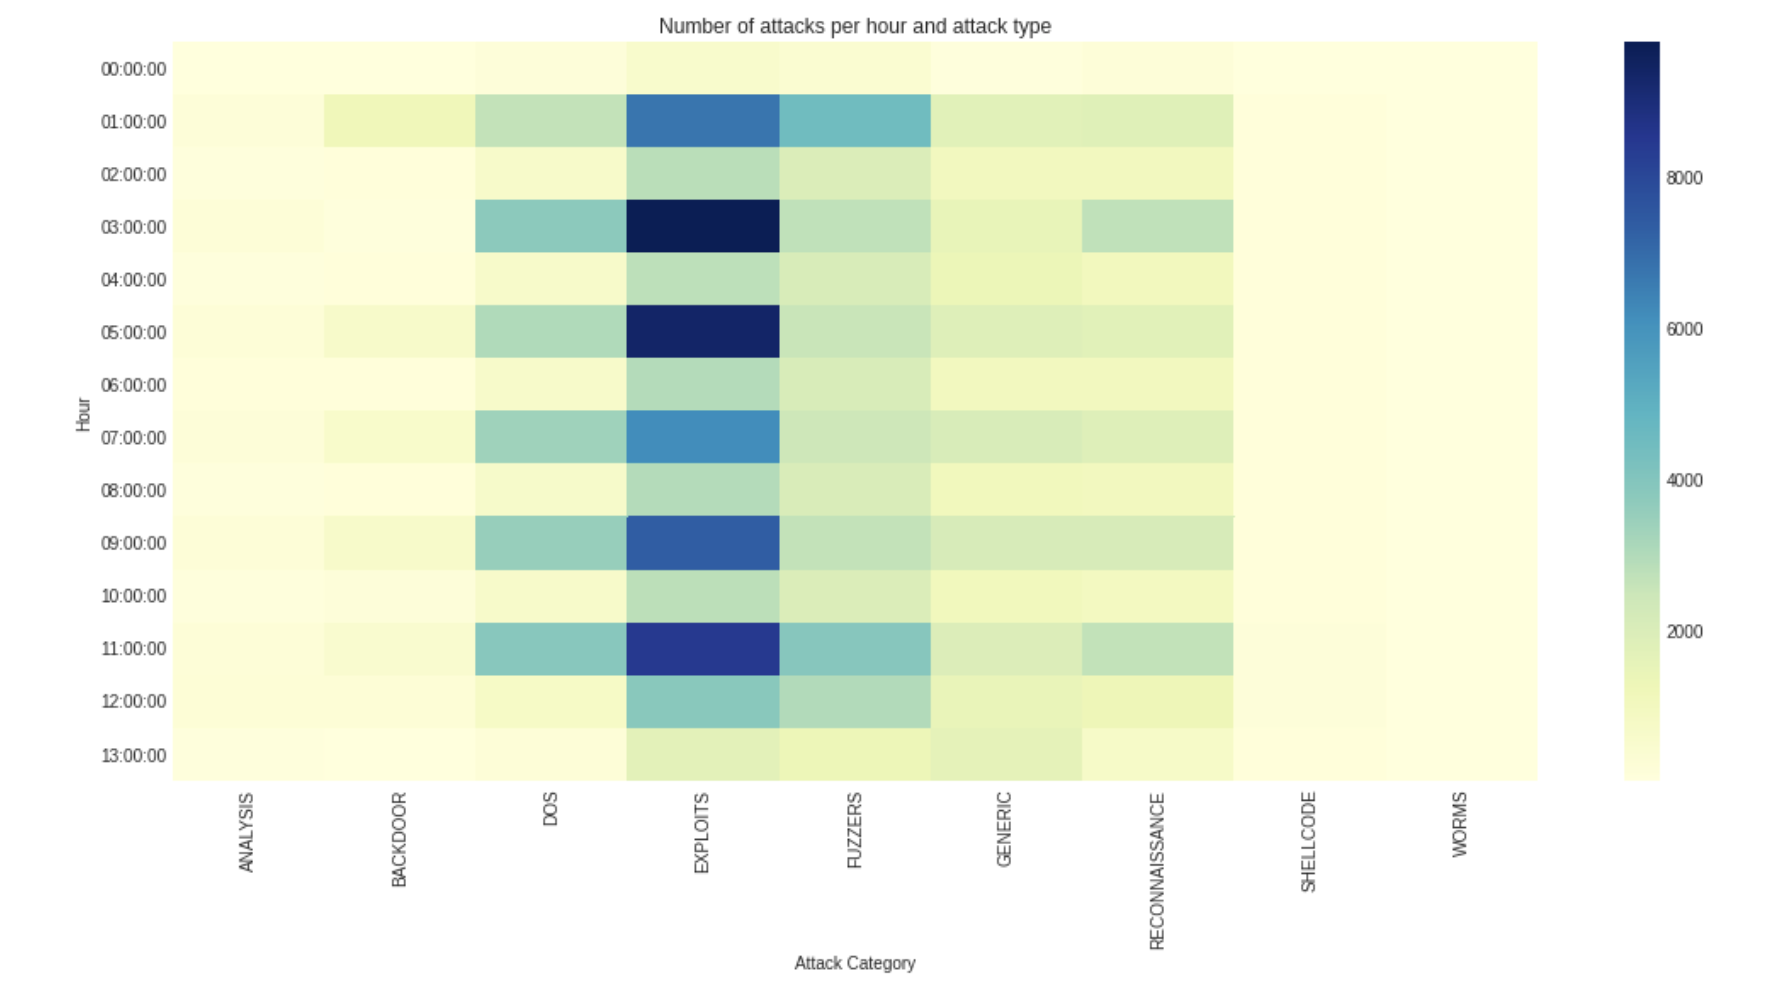 Number of attacks per hour and attack type
00:00:00
01:00:00
02:00:00
03:00:00
04:00:00
05:00:00
06:00:00
07:00:00
08:00:00
09:00:00
10:00:00
11:00:00
12:00:00
13:00:00
Hour
ANALYSIS
BACKDOOR
DOS
EXPLOITS
FUZZERS
GENERIC
RECONNAISSANCE
SHELLCODE
WORMS
Attack Category
8000
6000
4000
2000